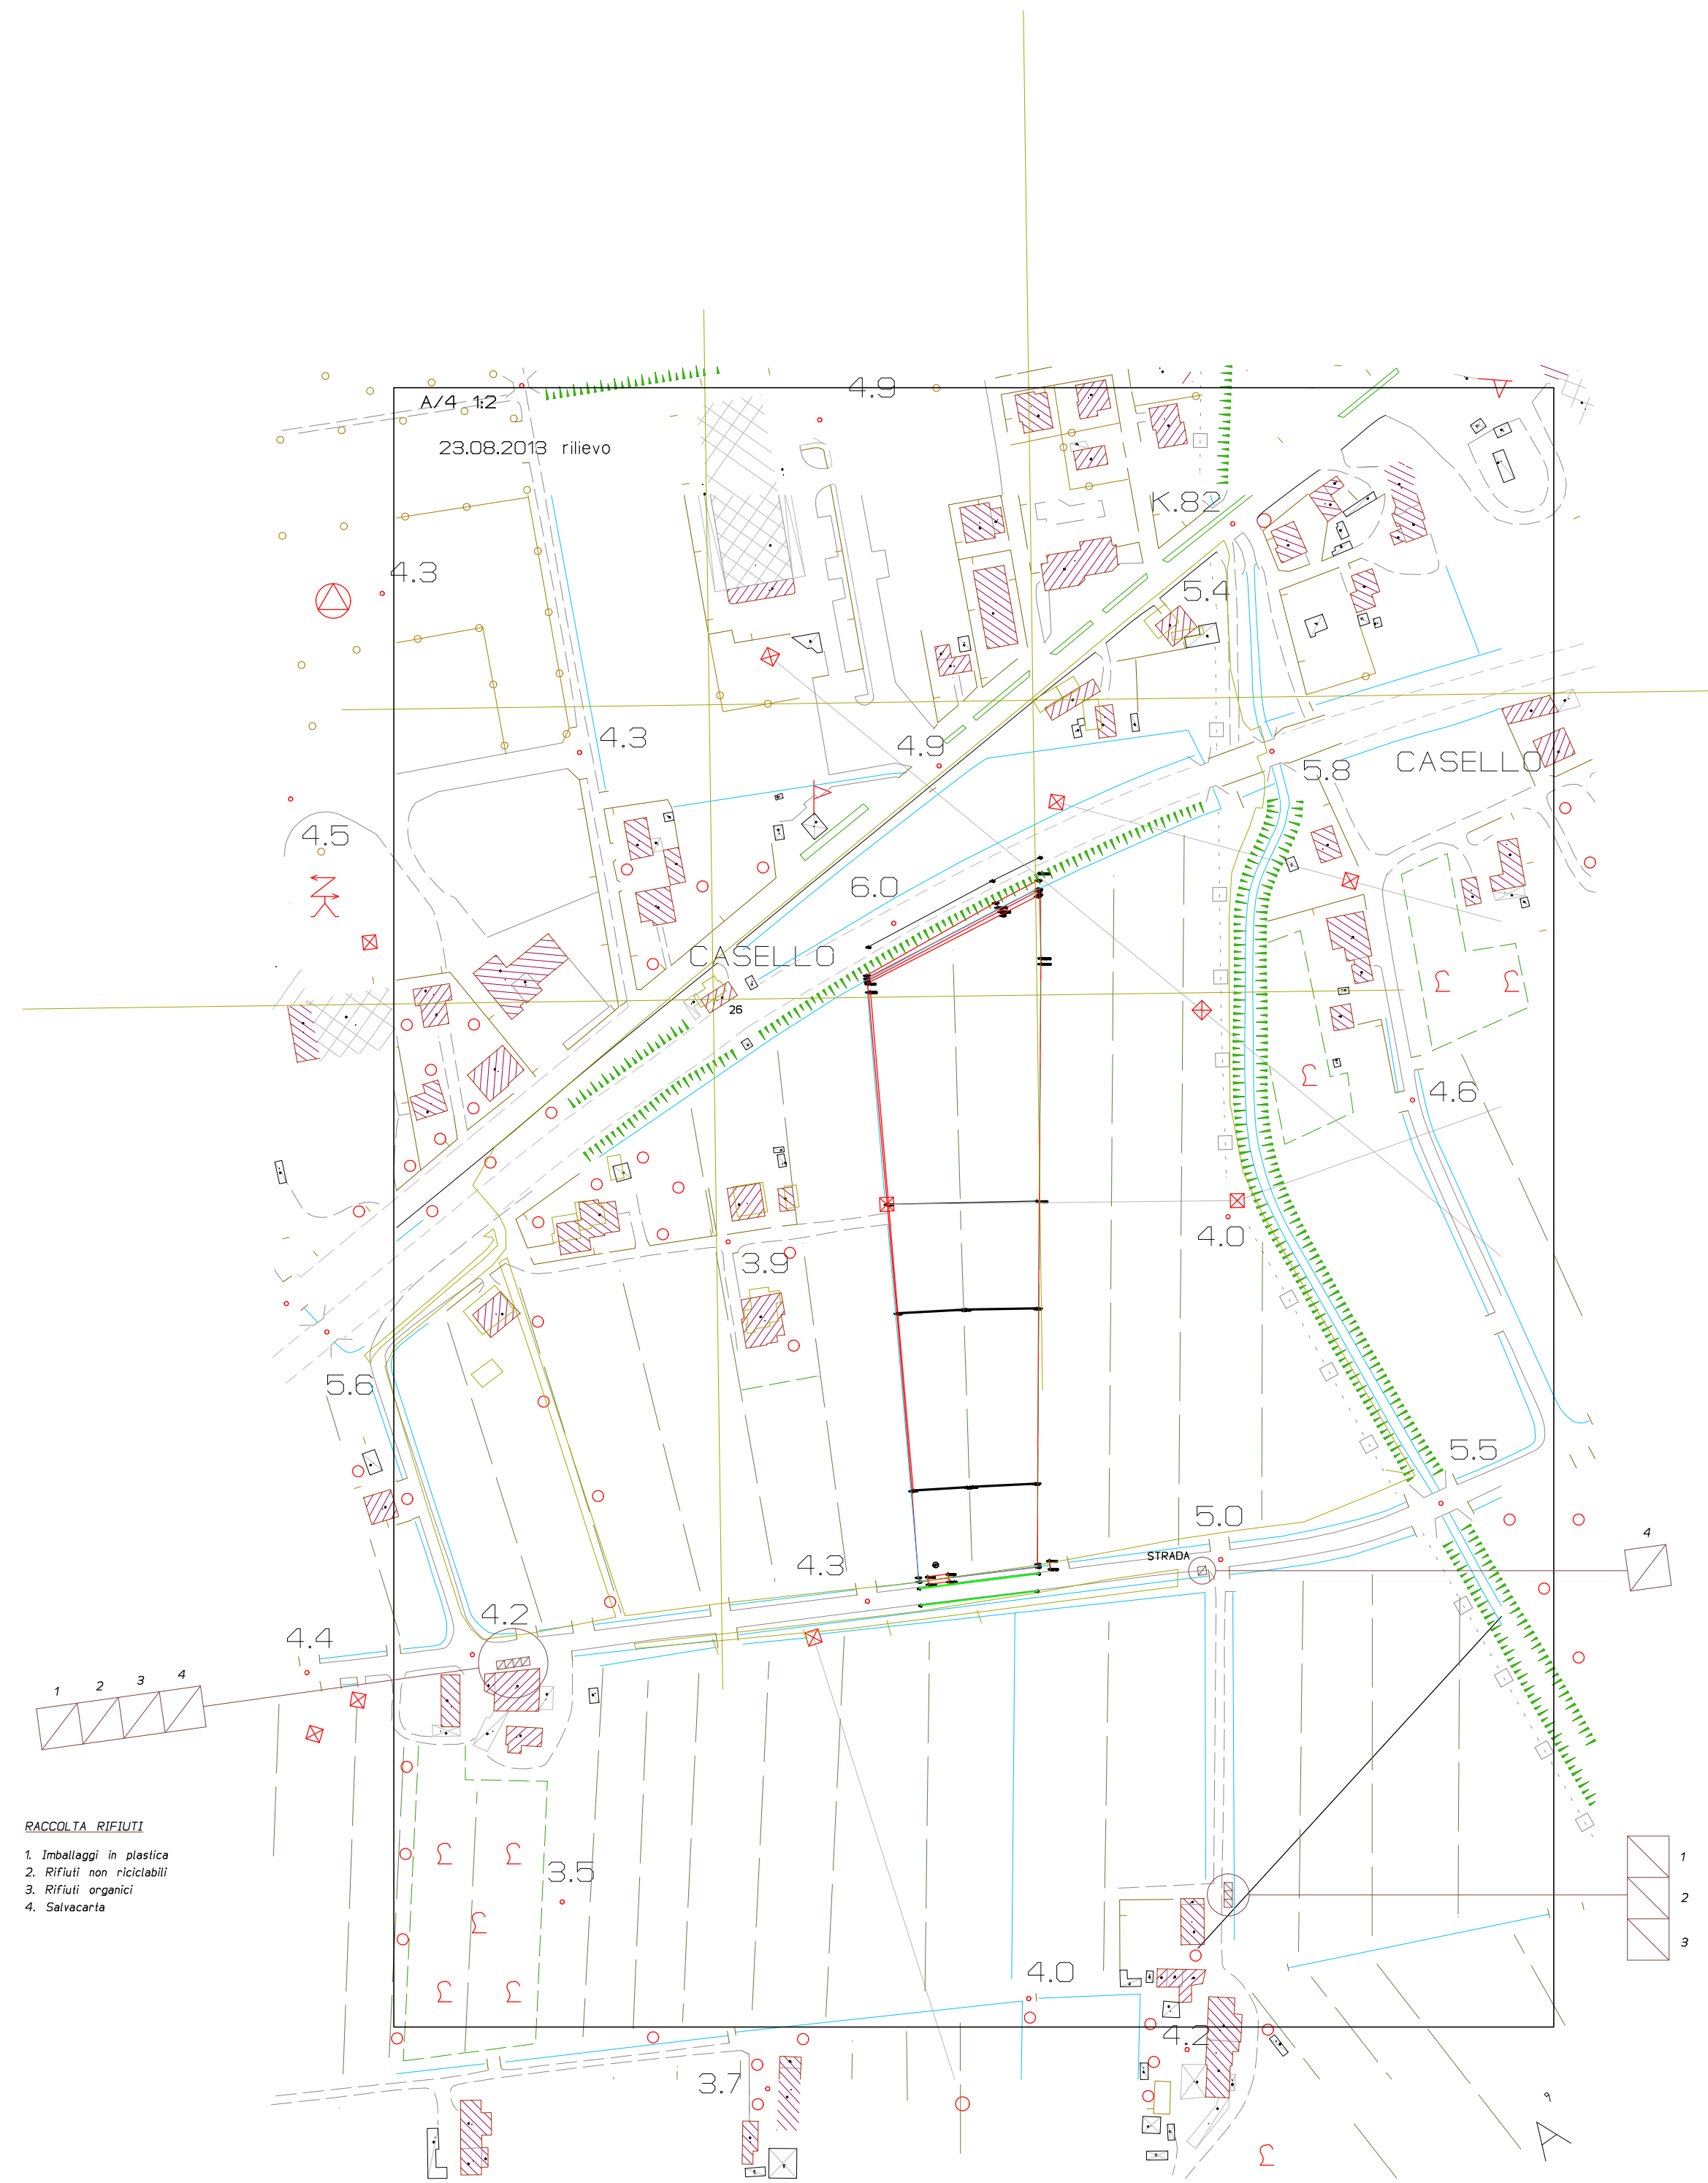 4.9
A/4 1:2
23.08.2013 rilievo
K.82
4.3
5.4
4.3
4.9
5.8
CASELLO
4.5
6.0
CASELLO
26
4.6
4.0
3.9
5.6
5.5
5.0
STRADA
4.3
4
4.2
4.4
1 2 3 4
RACCOLTA RIFIUTI
1. Imballaggi in plastica
2. Rifiuti non riciclabili
3. Rifiuti organici
4. Salvacarta
3.5
1
2
3
4.0
4.2
3.7
A